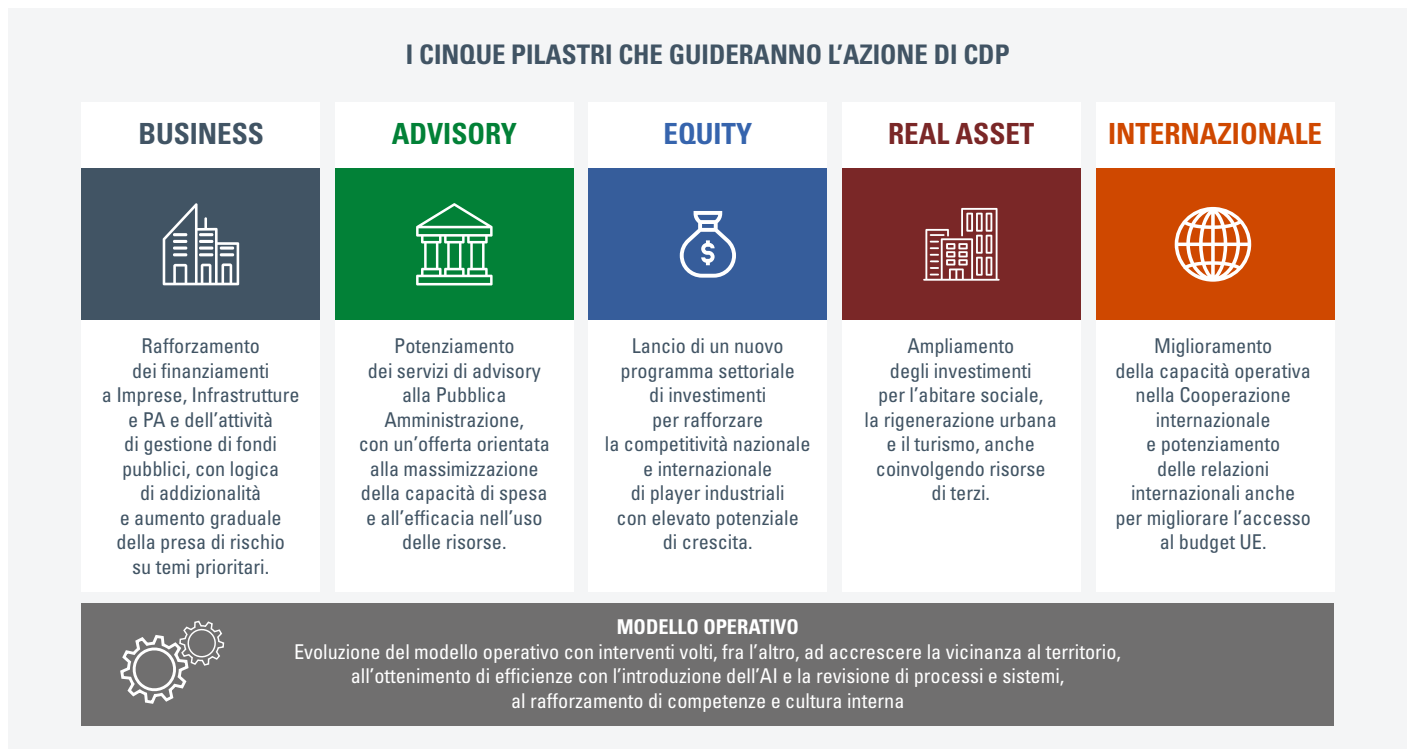 I CINQUE PILASTRI CHE GUIDERANNO L’AZIONE DI CDP
BUSINESS
Rafforzamento
dei finanziamenti
a Imprese, Infrastrutture
e PA e dell’attività
di gestione di fondi
pubblici, con logica
di addizionalità
e aumento graduale
della presa di rischio
su temi prioritari.
ADVISORY
Potenziamento
dei servizi di advisory
alla Pubblica
Amministrazione,
con un’offerta orientata
alla massimizzazione
della capacità di spesa
e all’efficacia nell’uso
delle risorse.
EQUITY
$
Lancio di un nuovo
programma settoriale
di investimenti
per rafforzare
la competitività nazionale
e internazionale
di player industriali
con elevato potenziale
di crescita.
REAL ASSET
Ampliamento
degli investimenti
per l’abitare sociale,
la rigenerazione urbana
e il turismo, anche
coinvolgendo risorse
di terzi.
INTERNAZIONALE
Miglioramento
della capacità operativa
nella Cooperazione
internazionale
e potenziamento
delle relazioni
internazionali anche
per migliorare l’accesso
al budget UE.
MODELLO OPERATIVO
Evoluzione del modello operativo con interventi volti, fra l’altro, ad accrescere la vicinanza al territorio,
all’ottenimento di efficienze con l’introduzione dell’AI e la revisione di processi e sistemi,
al rafforzamento di competenze e cultura interna